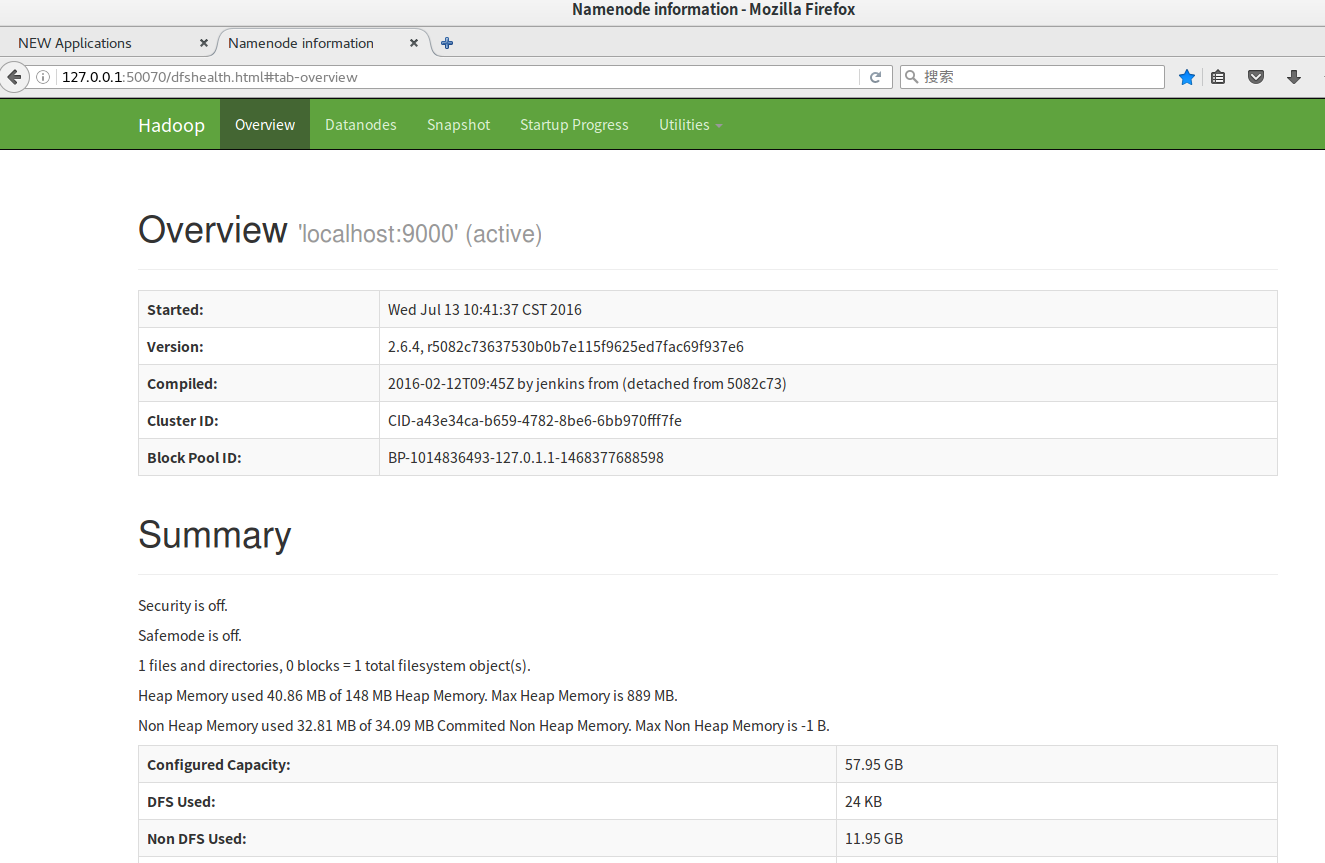 Namenode information - Mozilla Firefox
NEW Applications
Namenode information
127.0.0.1:50070/dfshealth.html#tab-overview
搜索
Hadoop Overview Datanodes Snapshot Startup Progress Utilities
Overview 'localhost:9000' (active)
Started: Wed Jul 13 10:41:37 CST 2016
Version: 2.6.4, r5082c73637530b0b7e115f9625ed7fac69f937e6
Compiled: 2016-02-12T09:45Z by jenkins from (detached from 5082c73)
Cluster ID: CID-a43e34ca-b659-4782-8be6-6bb970fff7fe
Block Pool ID: BP-1014836493-127.0.1.1-1468377688598
Summary
Security is off.
Safemode is off.
1 files and directories, 0 blocks = 1 total filesystem object(s).
Heap Memory used 40.86 MB of 148 MB Heap Memory. Max Heap Memory is 889 MB.
Non Heap Memory used 32.81 MB of 34.09 MB Commited Non Heap Memory. Max Non Heap Memory is -1 B.
Configured Capacity: 57.95 GB
DFS Used: 24 KB
Non DFS Used: 11.95 GB